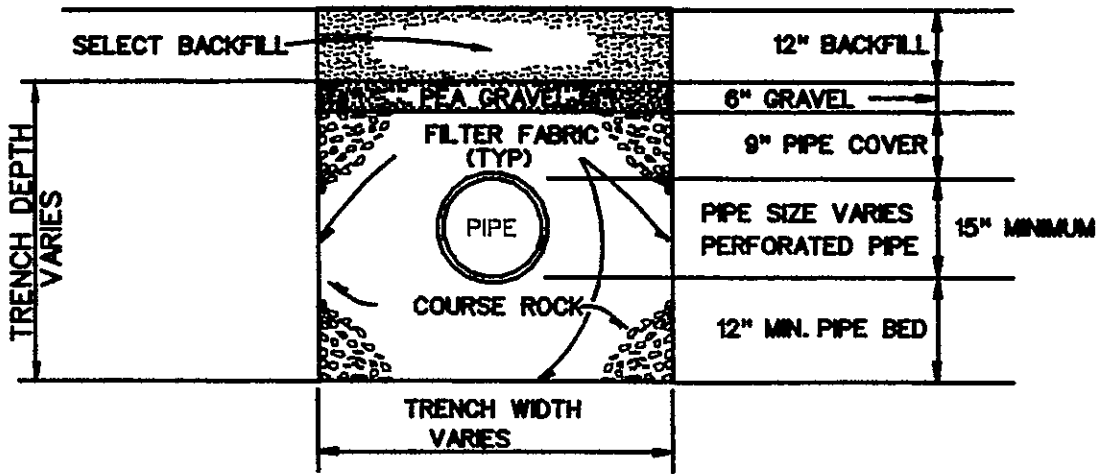 SELECT BACKFILL
12" BACKFILL
PEA GRAVEL
6" GRAVEL
FILTER FABRIC
(TYP)
9" PIPE COVER
TRENCH DEPTH
VARIES
PIPE
PIPE SIZE VARIES
PERFORATED PIPE
15" MINIMUM
COURSE ROCK
12" MIN. PIPE BED
TRENCH WIDTH
VARIES